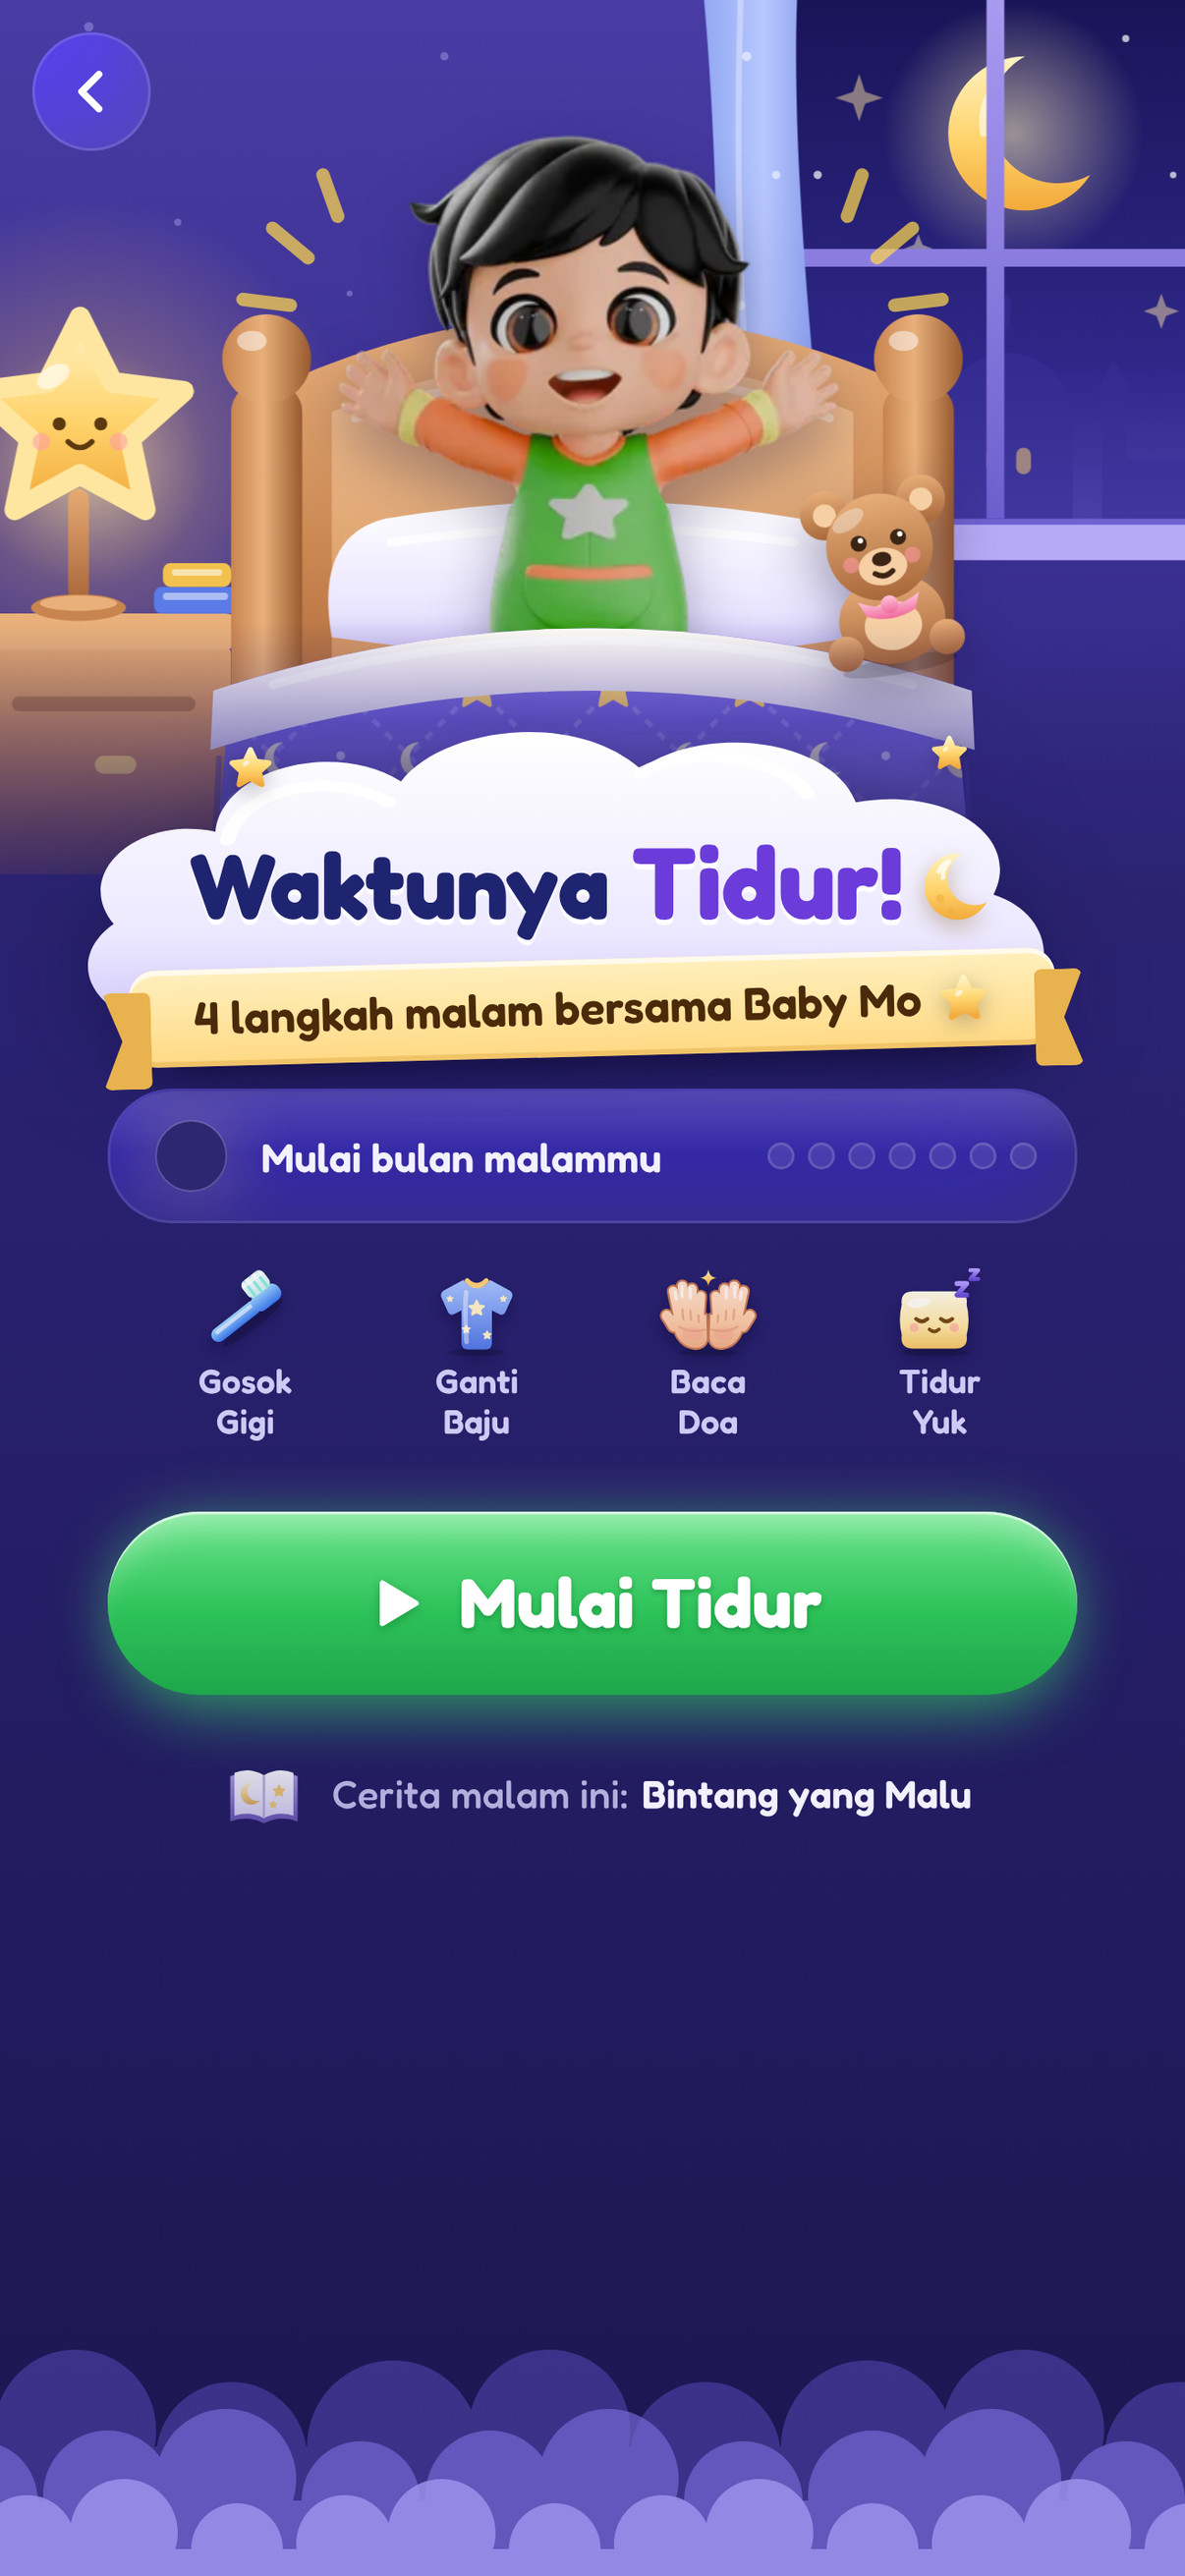 Waktunya Tidur!
4 langkah malam bersama Baby Mo
Mulai bulan malammu
Gosok Gigi
Ganti Baju
Baca Doa
Tidur Yuk
Mulai Tidur
Cerita malam ini: Bintang yang Malu